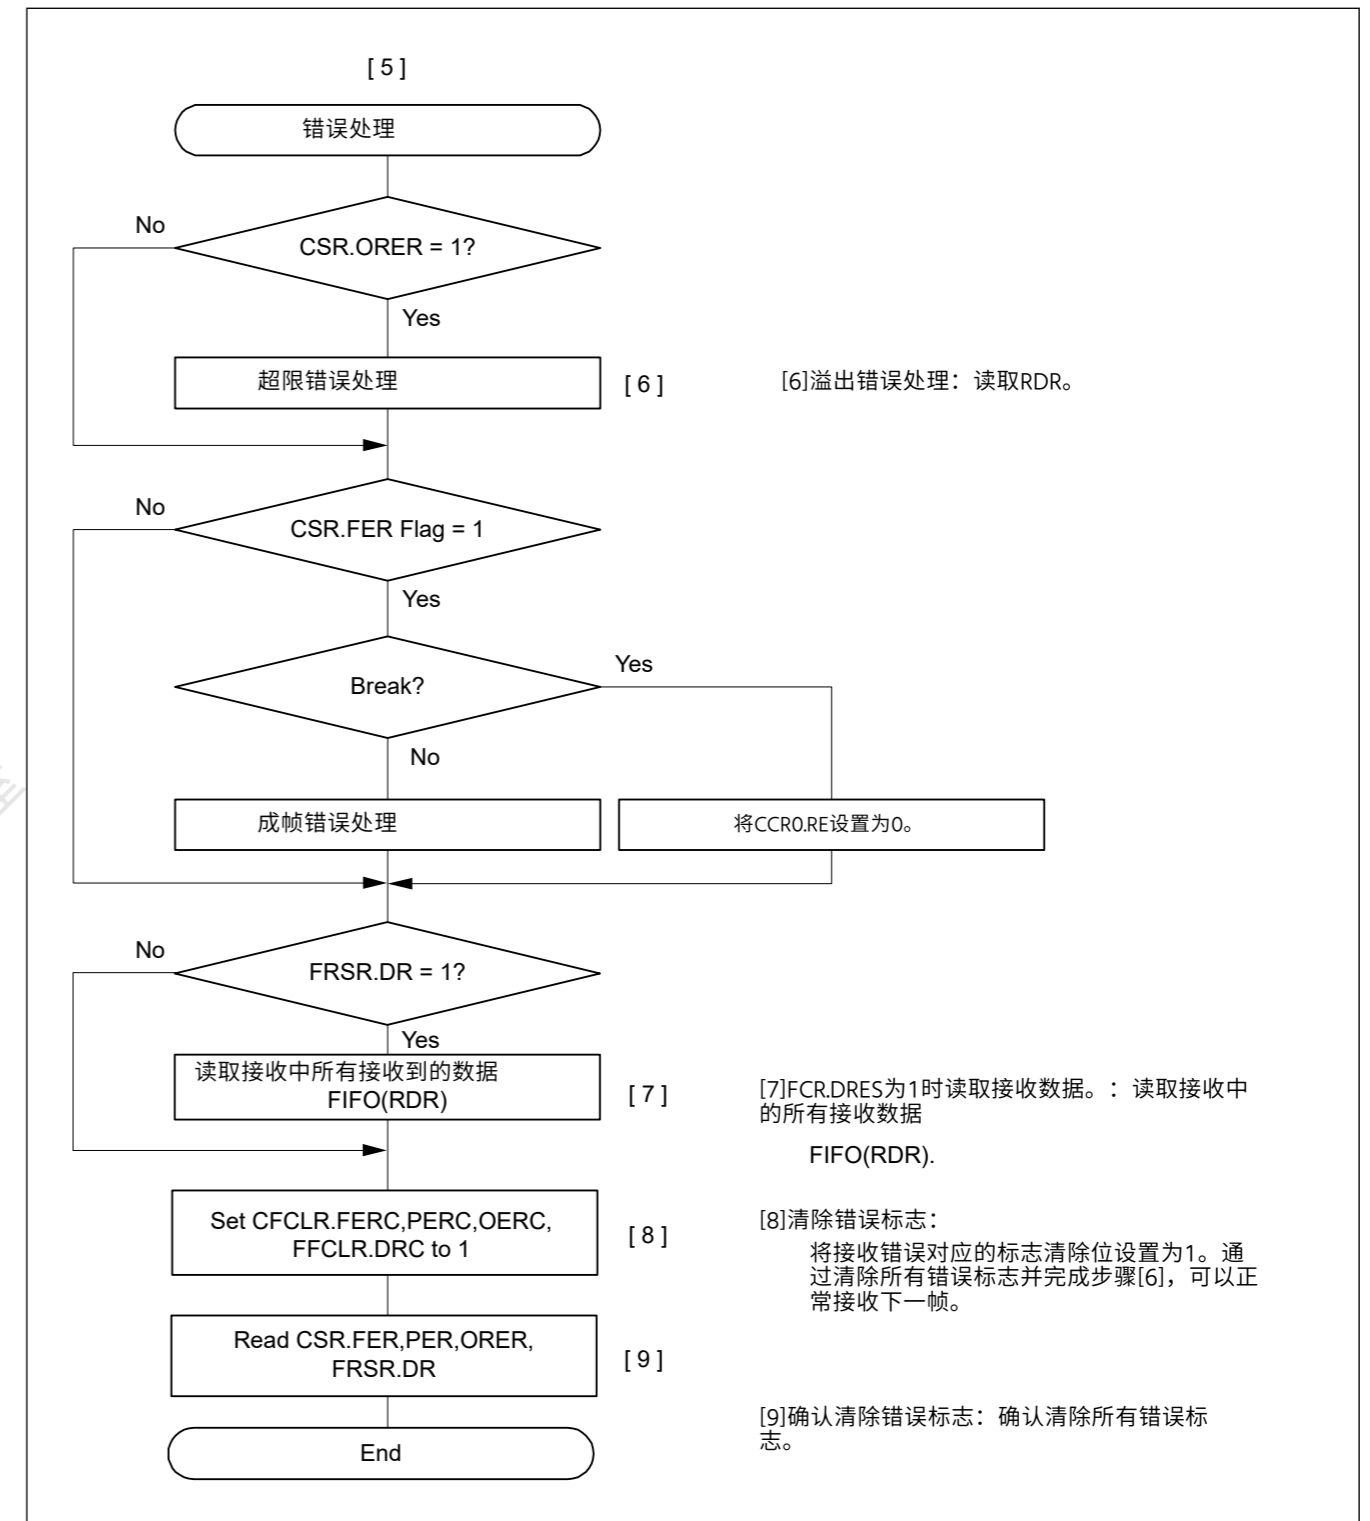 [ 5 ]
错误处理
No
CSR.ORER = 1?
Yes
超限错误处理
[ 6 ]
[6]溢出错误处理：读取RDR。
No
CSR.FER Flag = 1
Yes
Yes
Break?
No
成帧错误处理
将CCR0.RE设置为0。
No
FRSR.DR = 1?
Yes
读取接收中所有接收到的数据
FIFO(RDR)
[ 7 ]
[7]FCR.DRES为1时读取接收数据。：读取接收中
的所有接收数据
FIFO(RDR).
Set CFCLR.FERC,PERC,OERC,
FFCLR.DRC to 1
[ 8 ]
[8]清除错误标志：
将接收错误对应的标志清除位设置为1。通
过清除所有错误标志并完成步骤[6]，可以正
常接收下一帧。
Read CSR.FER,PER,ORER,
FRSR.DR
[ 9 ]
[9]确认清除错误标志：确认清除所有错误标
志。
End